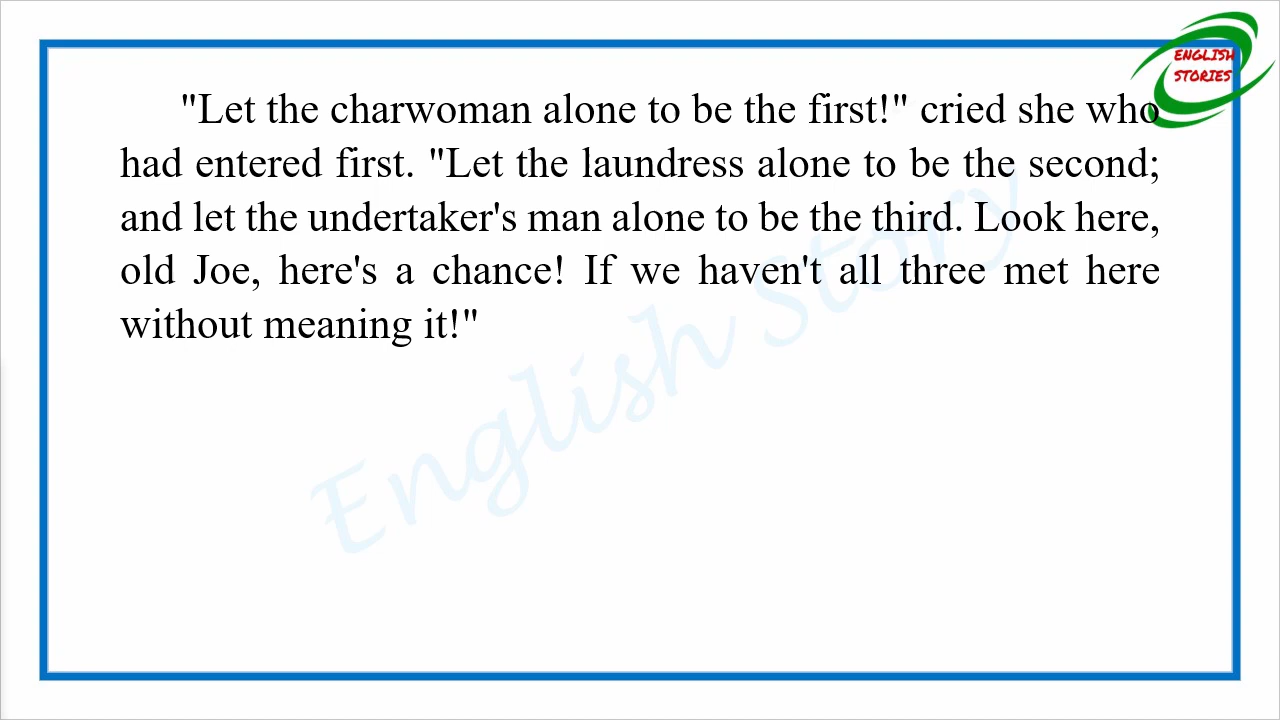 ENGLISH
STORIES
"Let the charwoman alone to be the first!" cried she who
had entered first. "Let the laundress alone to be the second;
and let the undertaker's man alone to be the third. Look here,
old Joe, here's a chance! If we haven't all three met here
without meaning it!"
English Story